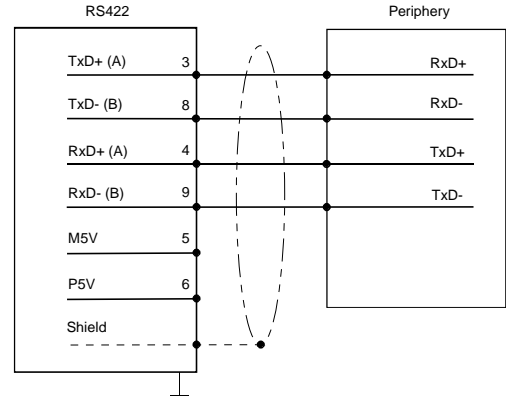 RS422 Periphery
TxD+ (A) 3 RxD+
TxD- (B) 8 RxD-
RxD+ (A) 4 TxD+
RxD- (B) 9 TxD-
M5V 5
P5V 6
Shield